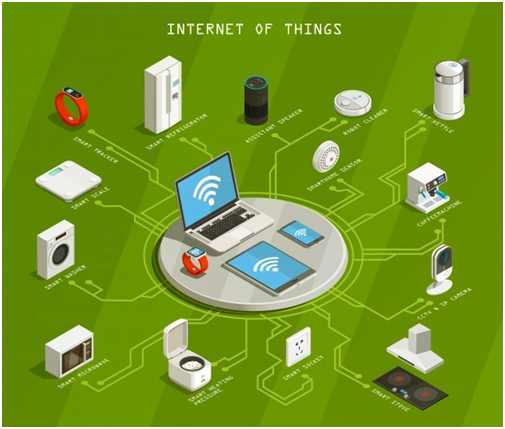 INTERNET OF THINGS
SMART TRACKER
SMART REFRIGERATOR
ASSISTANT SPEAKER
ROBOT CLEANER
SMART KETTLE
SMARTHOME SENSOR
SMART SCALE
COFFEEMACHINE
SMART WASHER
CCTV & IP CAMERA
SMART MICROWAVE
SMART HEATING
PRESSURE
SMART SOCKET
SMART STOVE